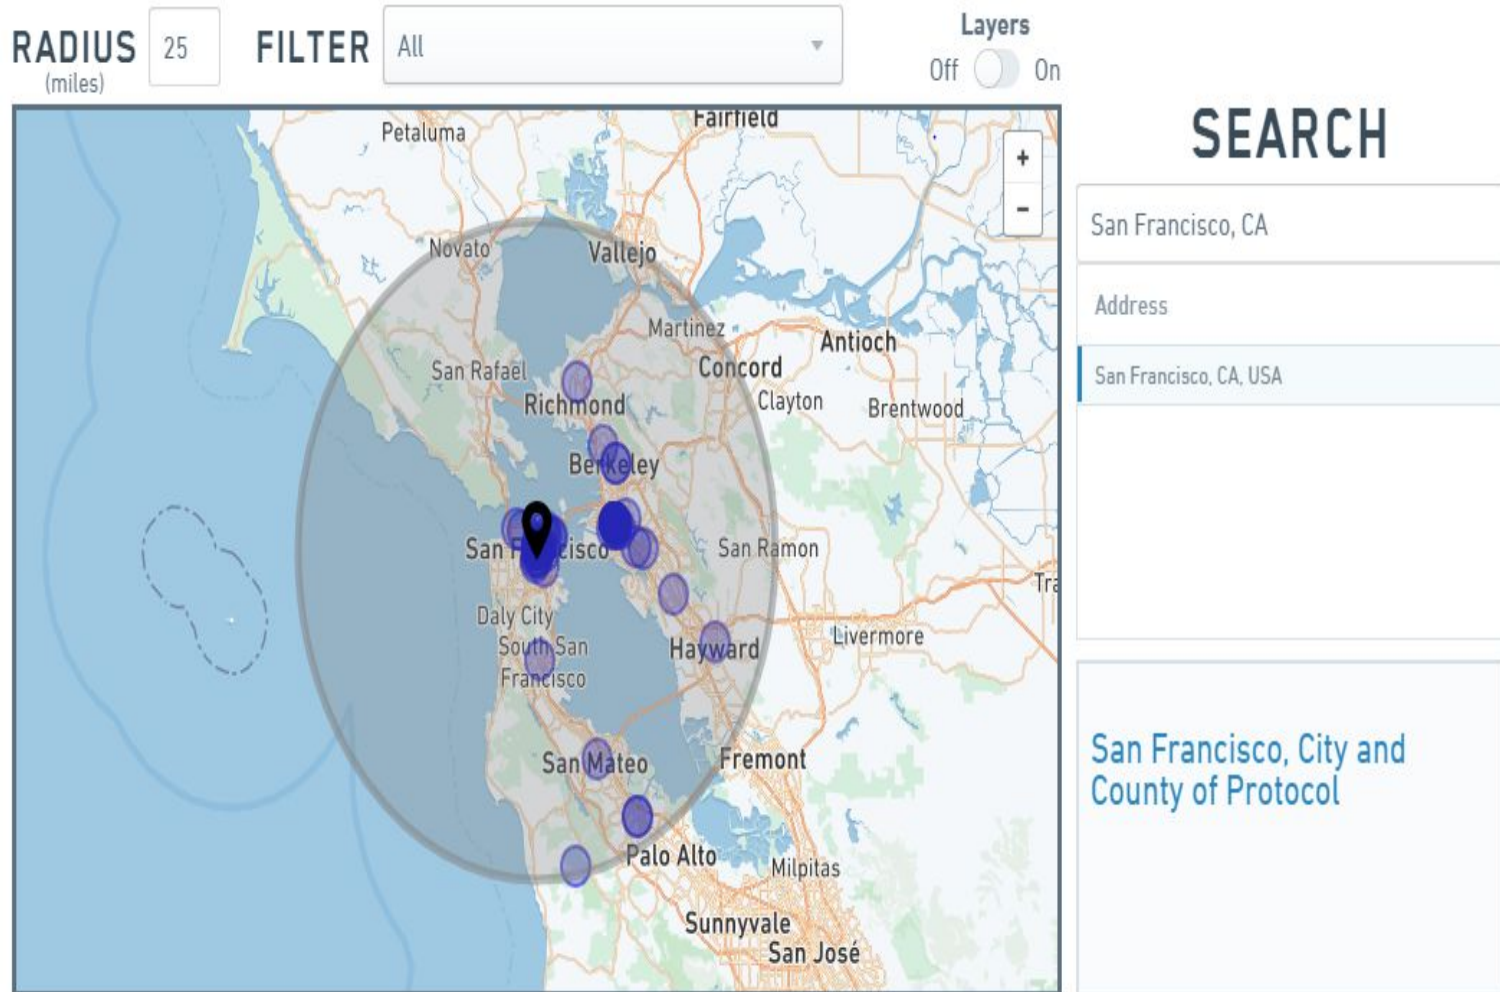 RADIUS
(miles)
25
FILTER
All
Layers
Off
On
Petaluma
Fairfield
+
-
Novato
Vallejo
Martinez
Antioch
San Rafael
Concord
Clayton
Brentwood
Richmond
Berkeley
San Francisco
San Ramon
Daly City
South San
Francisco
Hayward
Livermore
Tra
San Mateo
Fremont
Palo Alto
Milpitas
Sunnyvale
San José
SEARCH
San Francisco, CA
Address
San Francisco, CA, USA
San Francisco, City and
County of Protocol